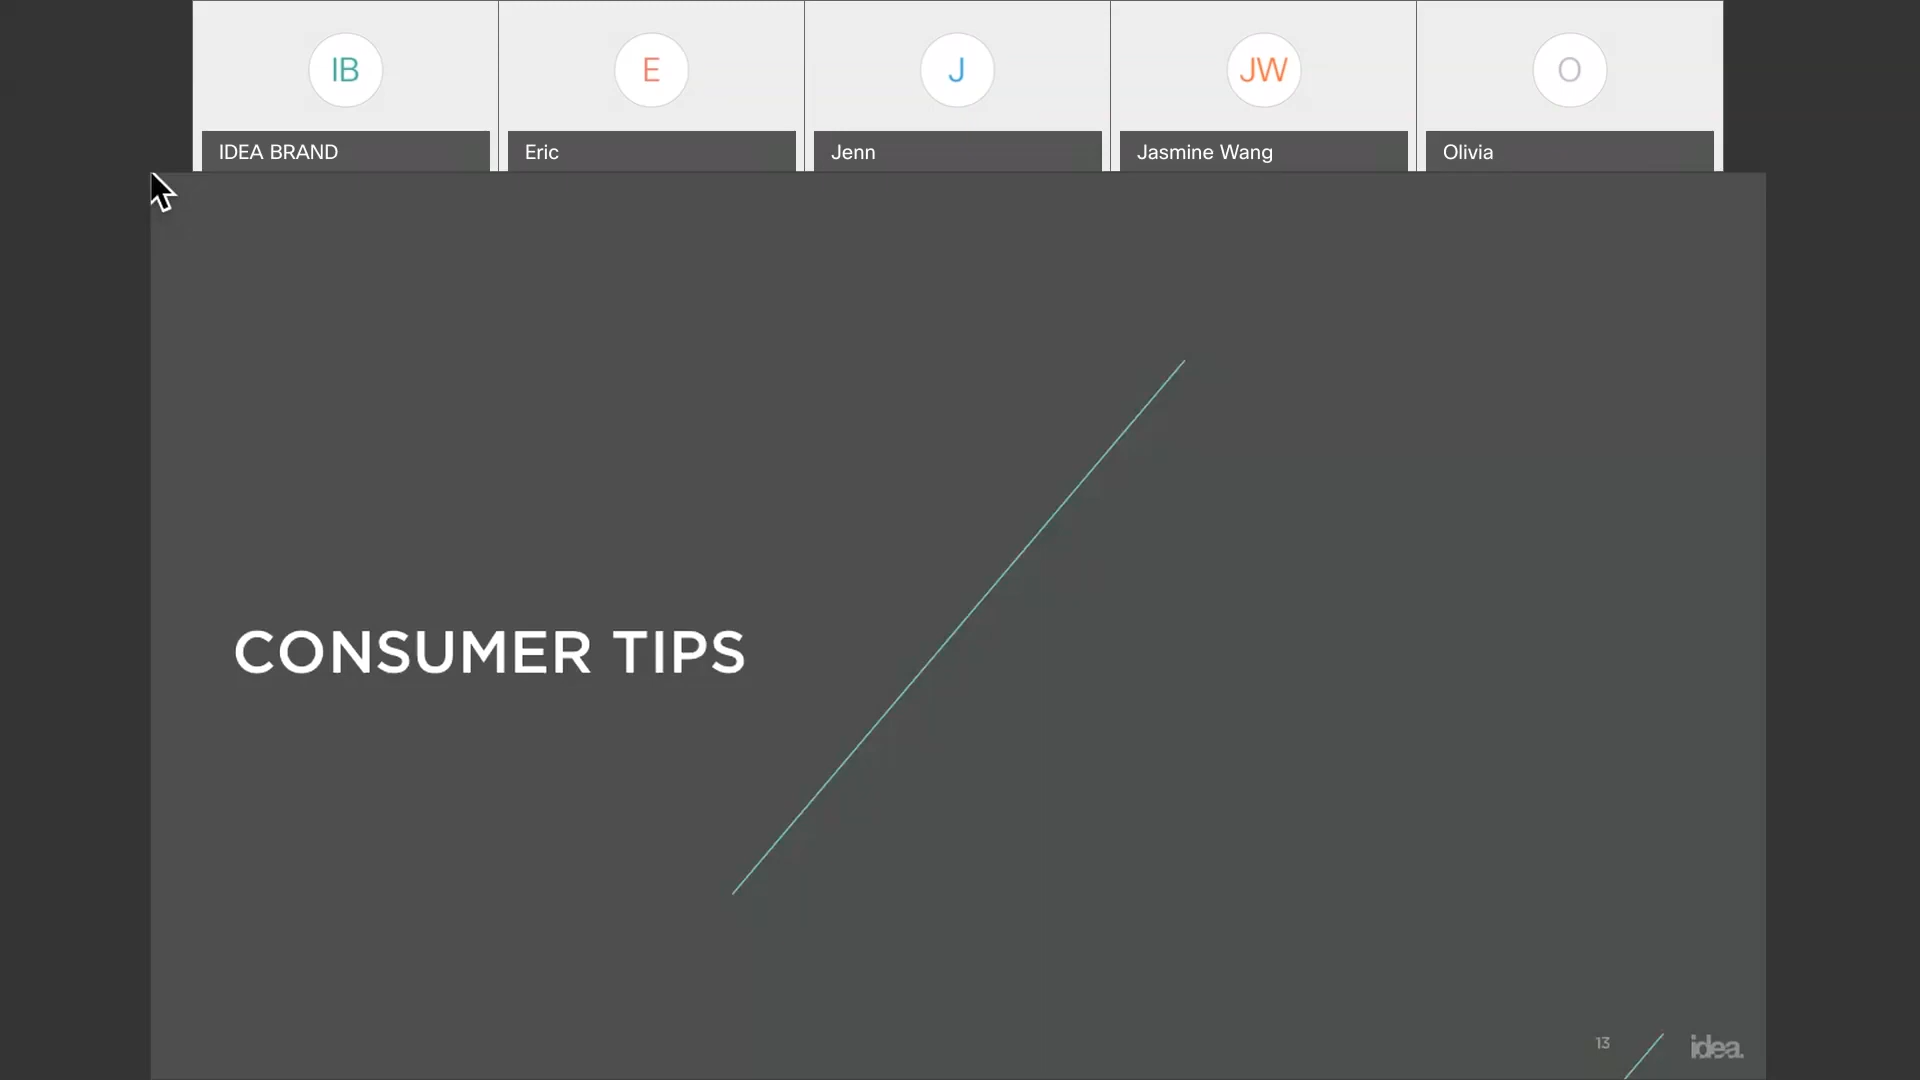 IB
E
J
JW
O
IDEA BRAND
Eric
Jenn
Jasmine Wang
Olivia
CONSUMER TIPS
13
idea.